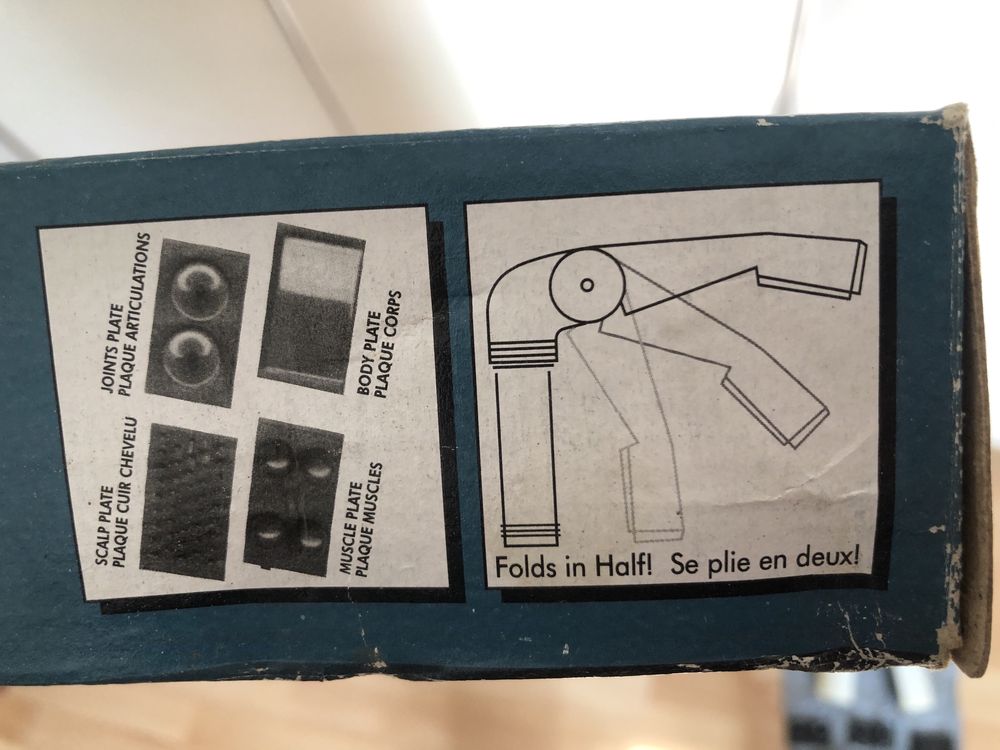 JOINTS PLATE
PLAQUE ARTICULATIONS
BODY PLATE
PLAQUE CORPS
SCALP PLATE
PLAQUE CUIR CHEVELU
MUSCLE PLATE
PLAQUE MUSCLES
Folds in Half! Se plie en deux!